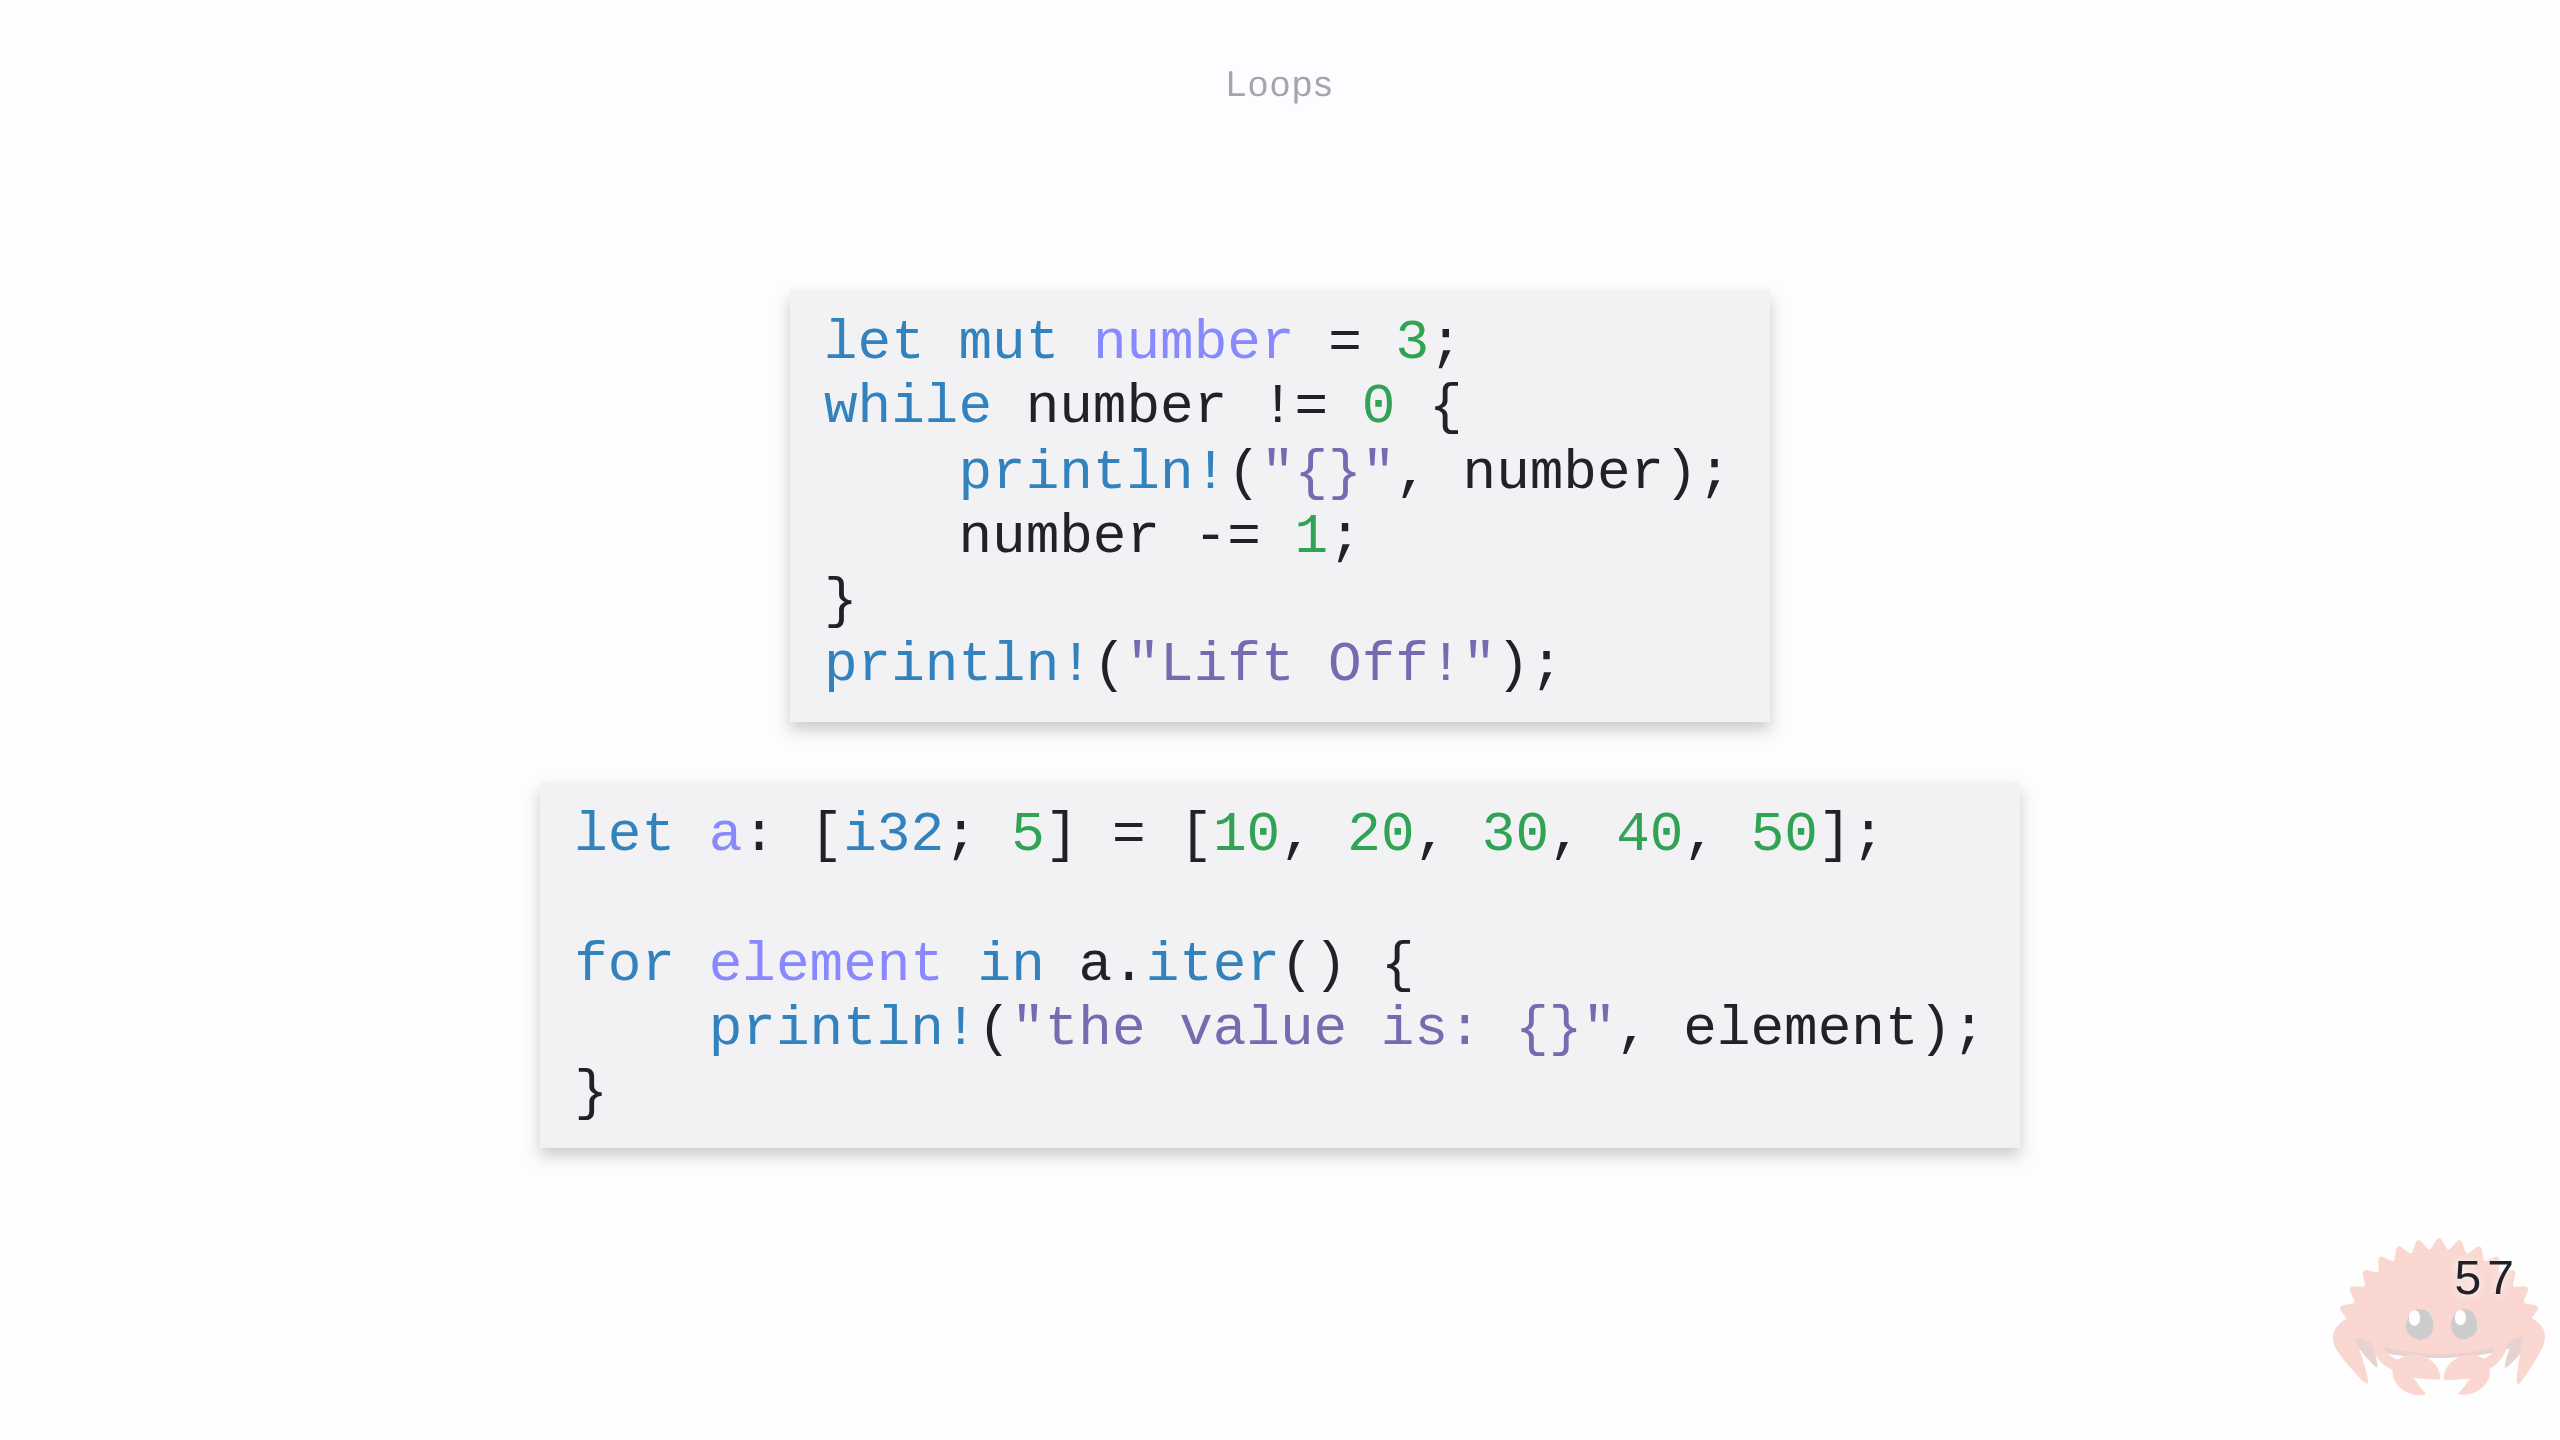 Loops
let mut number = 3;
while number != 0 {
    println!("{}", number);
    number -= 1;
}
println!("Lift Off!");
let a: [i32; 5] = [10, 20, 30, 40, 50];

for element in a.iter() {
    println!("the value is: {}", element);
}
57